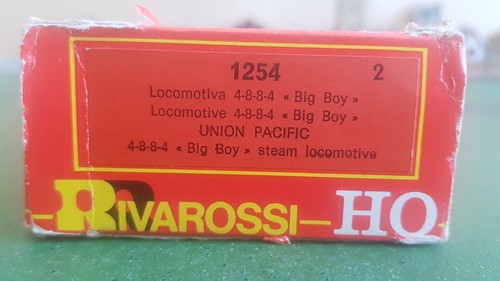 1254 2
Locomotiva 4-8-8-4 « Big Boy »
Locomotive 4-8-8-4 « Big Boy »
UNION PACIFIC
4-8-8-4 « Big Boy » steam locomotive
RIVAROSSI HO